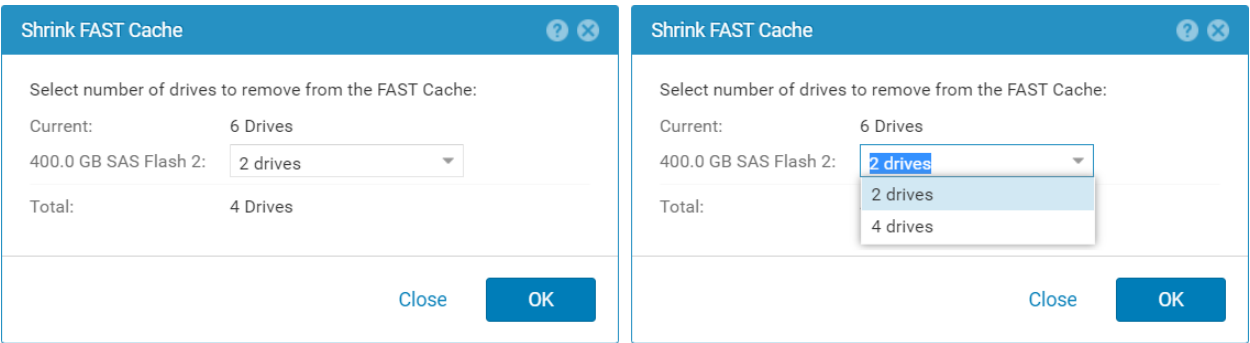 Shrink FAST Cache
Select number of drives to remove from the FAST Cache:
Current: 6 Drives
400.0 GB SAS Flash 2: 2 drives
Total: 4 Drives
Close OK
Shrink FAST Cache
Select number of drives to remove from the FAST Cache:
Current: 6 Drives
400.0 GB SAS Flash 2: 2 drives
2 drives
Total:
4 drives
Close OK